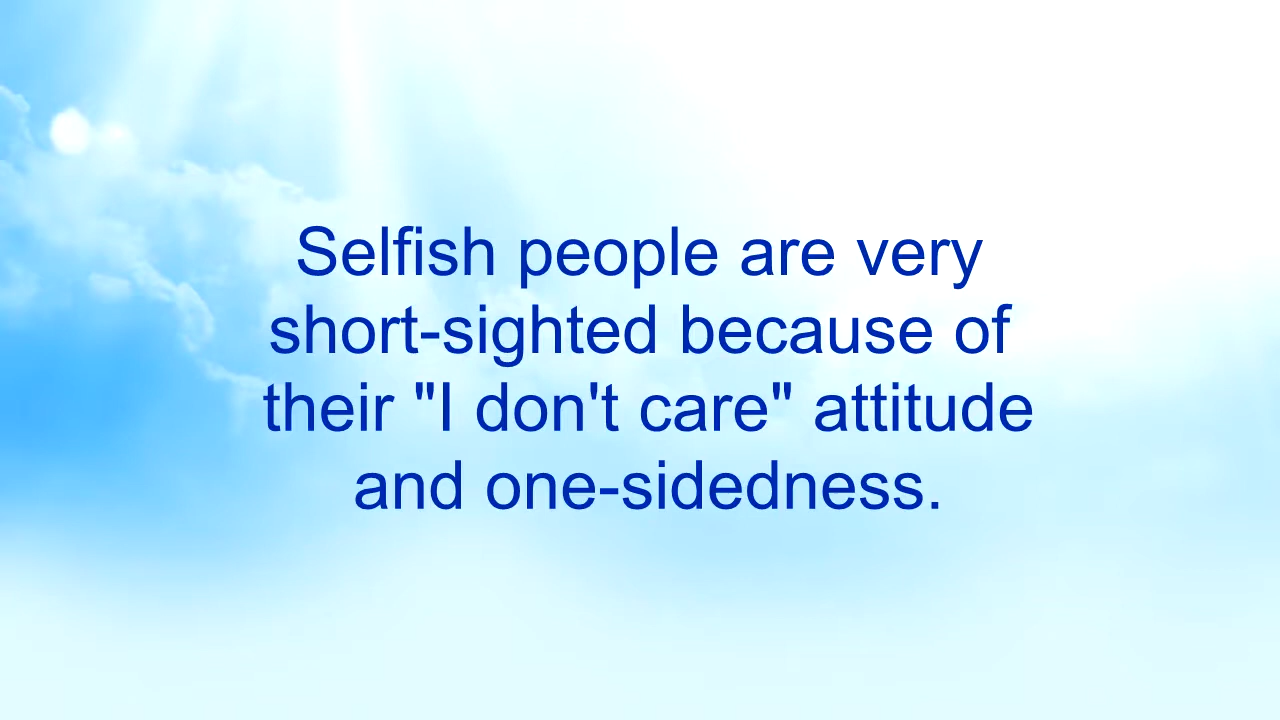 Selfish people are very
short-sighted because of
their "I don't care" attitude
and one-sidedness.